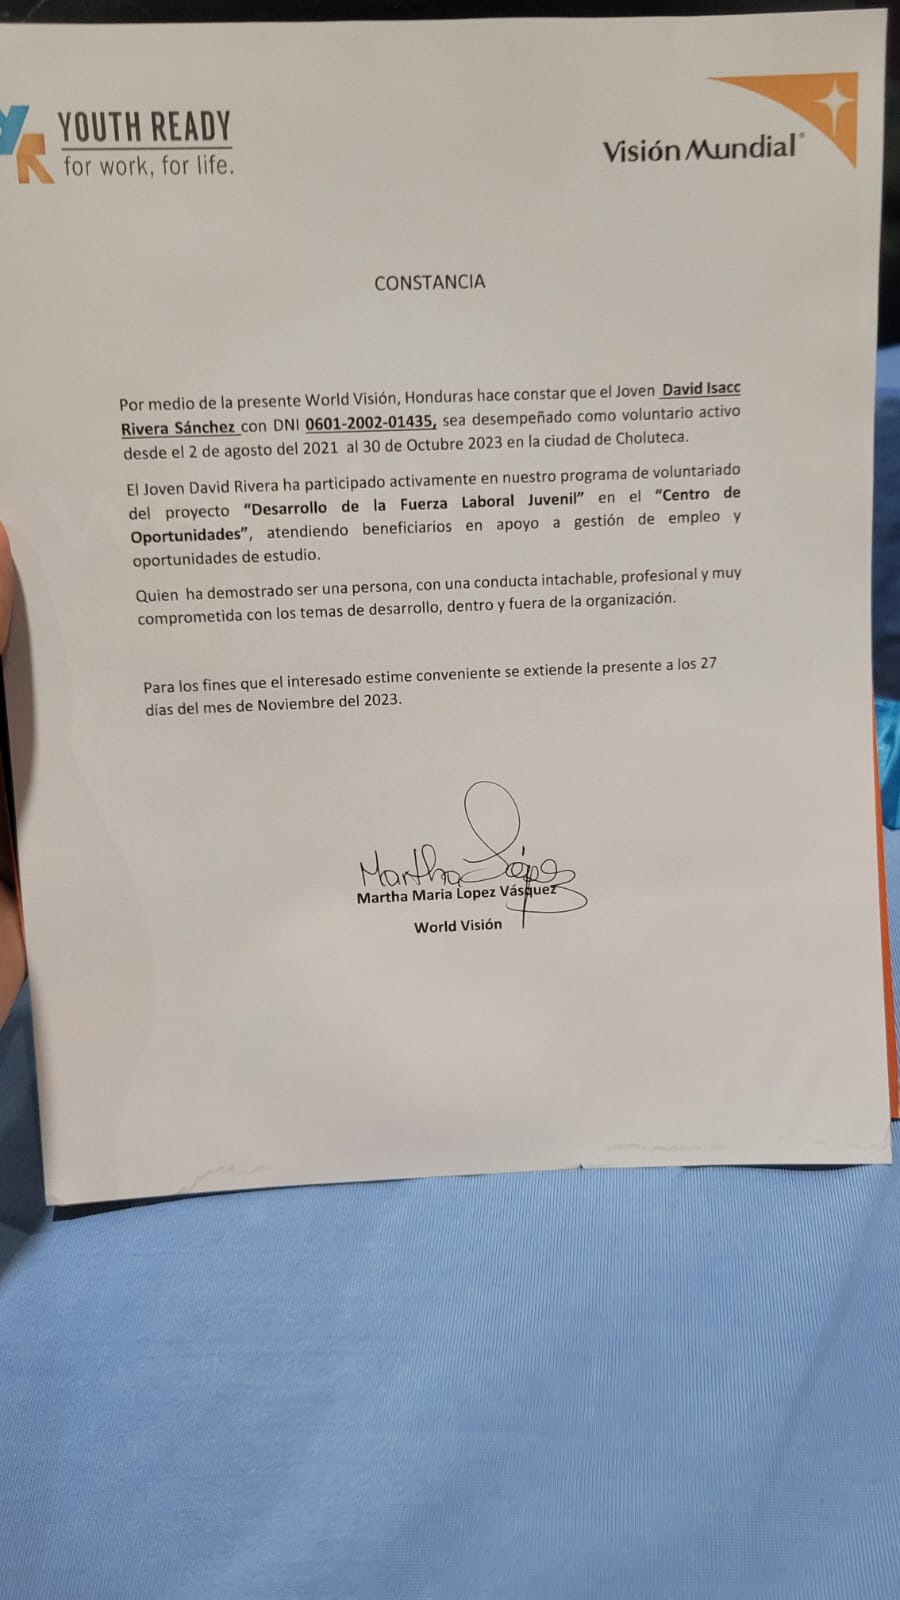 YOUTH READY
for work, for life.
Visión Mundial
CONSTANCIA
Por medio de la presente World Visión, Honduras hace constar que el Joven David Isacc
Rivera Sánchez con DNI 0601-2002-01435, sea desempeñado como voluntario activo
desde el 2 de agosto del 2021 al 30 de Octubre 2023 en la ciudad de Choluteca.
El Joven David Rivera ha participado activamente en nuestro programa de voluntariado
del proyecto “Desarrollo de la Fuerza Laboral Juvenil” en el “Centro de
Oportunidades”, atendiendo beneficiarios en apoyo a gestión de empleo y
oportunidades de estudio.
Quien ha demostrado ser una persona, con una conducta intachable, profesional y muy
comprometida con los temas de desarrollo, dentro y fuera de la organización.
Para los fines que el interesado estime conveniente se extiende la presente a los 27
días del mes de Noviembre del 2023.
Martha López
Martha Maria Lopez Vásquez
World Visión